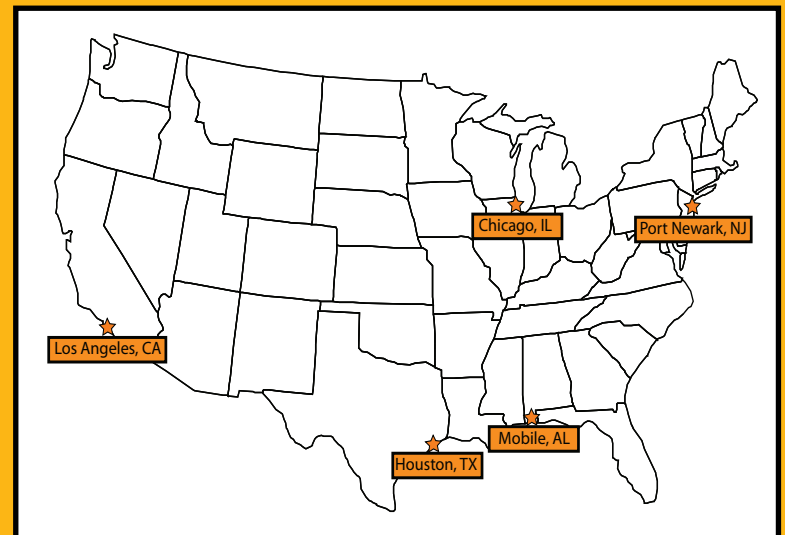 Chicago, IL
Port Newark, NJ
Los Angeles, CA
Mobile, AL
Houston, TX